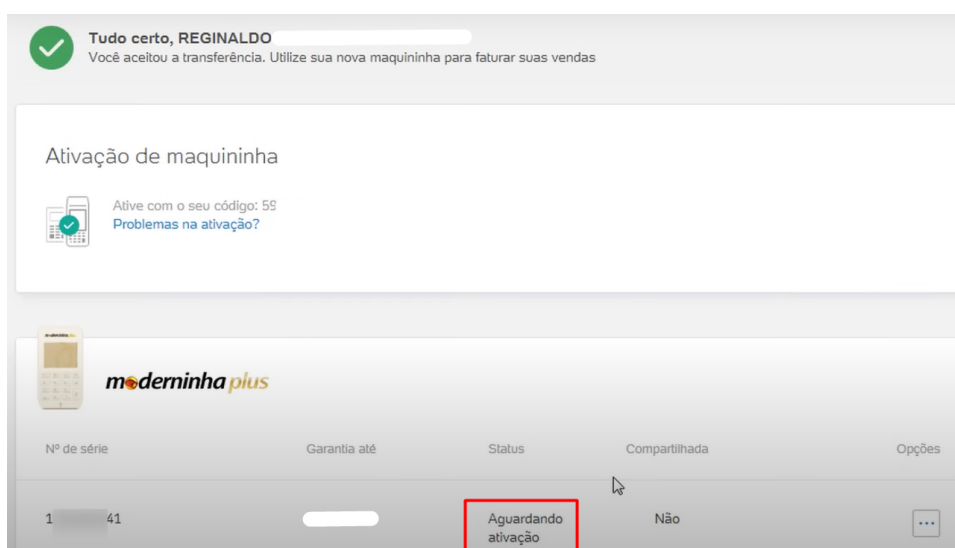 Tudo certo, REGINALDO
Você aceitou a transferência. Utilize sua nova maquininha para faturar suas vendas
Ativação de maquininha
Ative com o seu código: 59
Problemas na ativação?
moderninha plus
Nº de série
Garantia até
Status
Compartilhada
Opções
1 41
Aguardando
ativação
Não
...